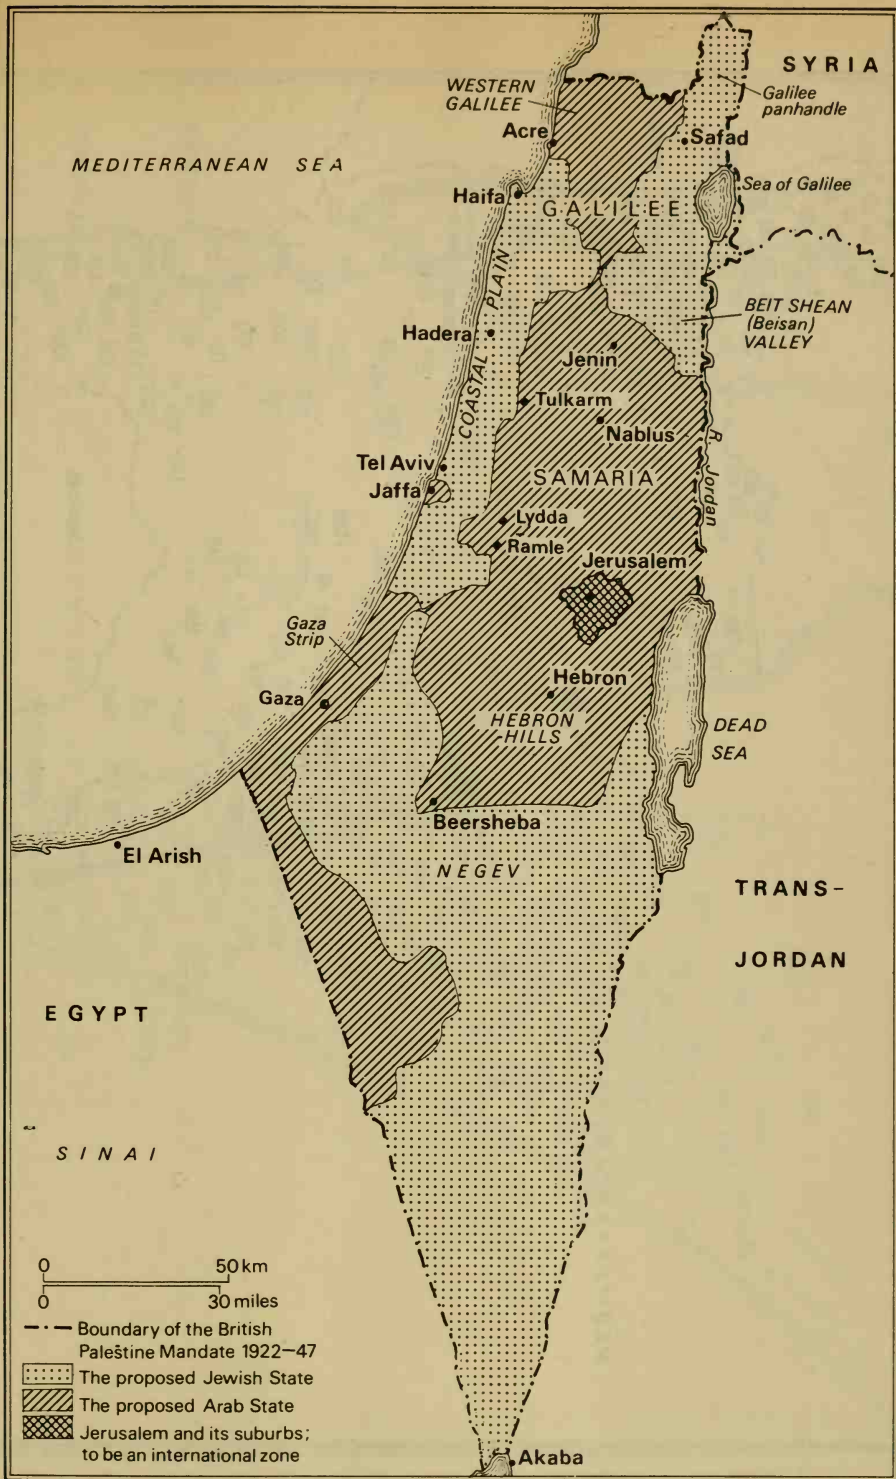 SYRIA
WESTERN
GALILEE
Galilee
panhandle
Acre
Safad
MEDITERRANEAN SEA
Sea of Galilee
Haifa
GALILEE
COASTAL PLAIN
BEIT SHEAN
(Beisan)
VALLEY
Hadera
Jenin
Tulkarm
Nablus
R. Jordan
Tel Aviv
Jaffa
SAMARIA
Lydda
Ramle
Jerusalem
Gaza
Strip
Hebron
Gaza
HEBRON
HILLS
DEAD
SEA
Beersheba
El Arish
NEGEV
TRANS-
JORDAN
EGYPT
SINAI
0 50 km
0 30 miles
Boundary of the British
Palestine Mandate 1922–47
The proposed Jewish State
The proposed Arab State
Jerusalem and its suburbs;
to be an international zone
Akaba